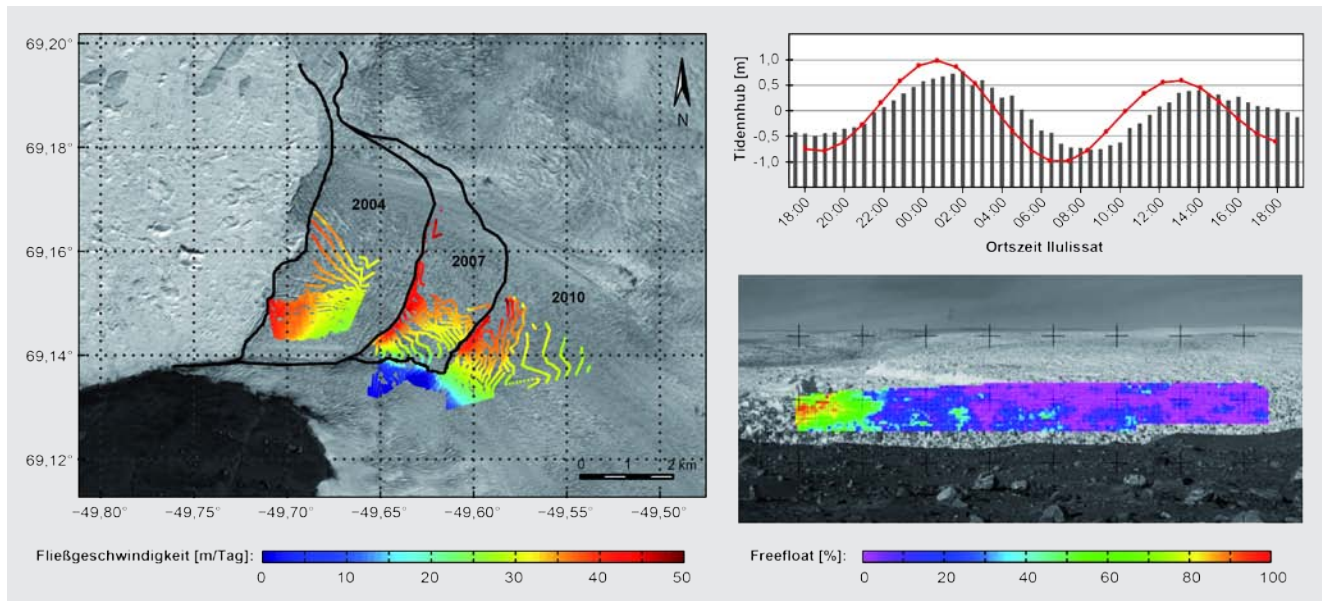 69,20°
69,18°
69,16°
69,14°
69,12°
2004
2007
2010
N
0 1 2 km
−49,80° −49,75° −49,70° −49,65° −49,60° −49,55° −49,50°
Fließgeschwindigkeit [m/Tag]:
0 10 20 30 40 50
Tidennhub [m]
1,0
0,5
0
-0,5
-1,0
18.00 20.00 22.00 00.00 02.00 04.00 06.00 08.00 10.00 12.00 14.00 16.00 18.00
Ortszeit Ilulissat
Freefloat [%]:
0 20 40 60 80 100